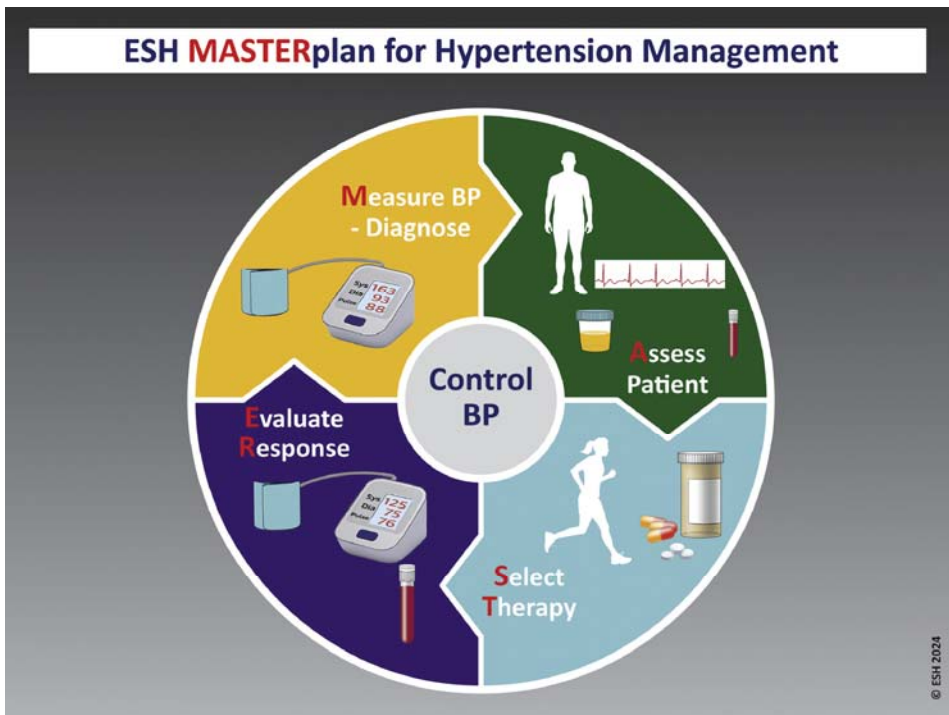 ESH MASTERplan for Hypertension Management
Measure BP
- Diagnose
Sys 163
Dia 93
Pulse 88
Assess
Patient
Control
BP
Evaluate
Response
Sys 125
Dia 75
Pulse 76
Select
Therapy
© ESH 2024